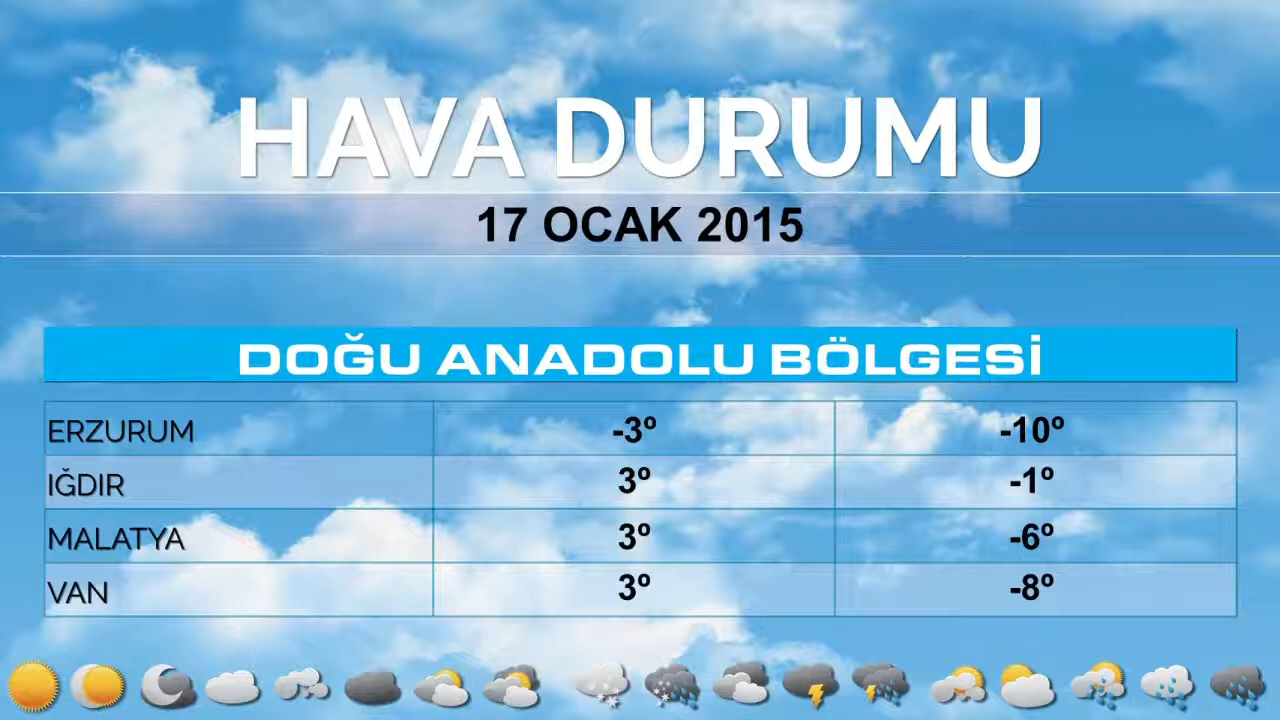 HAVA DURUMU
17 OCAK 2015
DOĞU ANADOLU BÖLGESİ
ERZURUM -3º -10º
IĞDIR 3º -1º
MALATYA 3º -6º
VAN 3º -8º